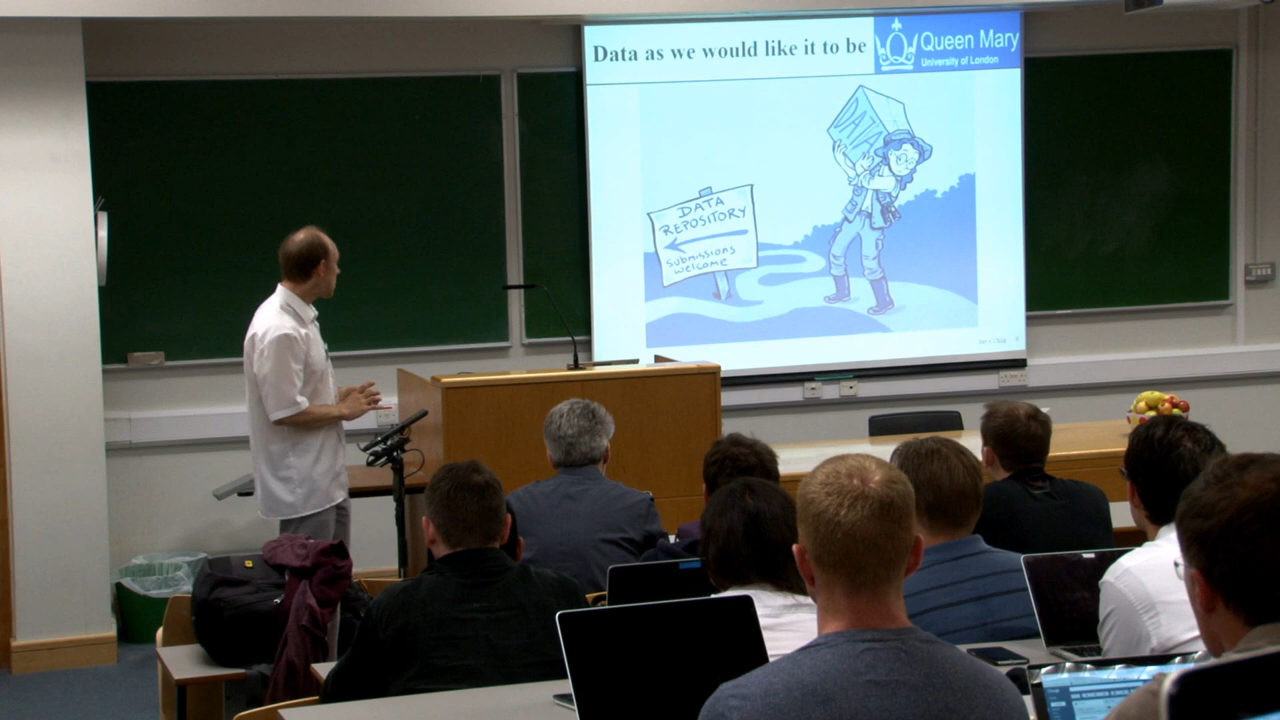 Data as we would like it to be
Queen Mary
University of London
DATA
DATA
REPOSITORY
submissions
welcome